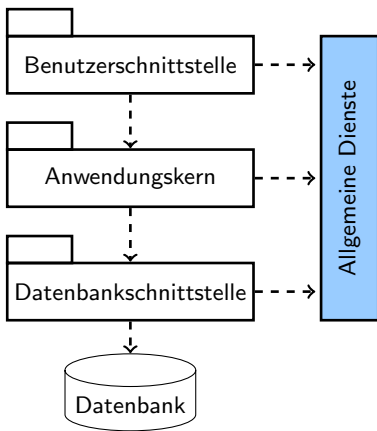 Benutzerschnittstelle
Anwendungskern
Datenbankschnittstelle
Datenbank
Allgemeine Dienste